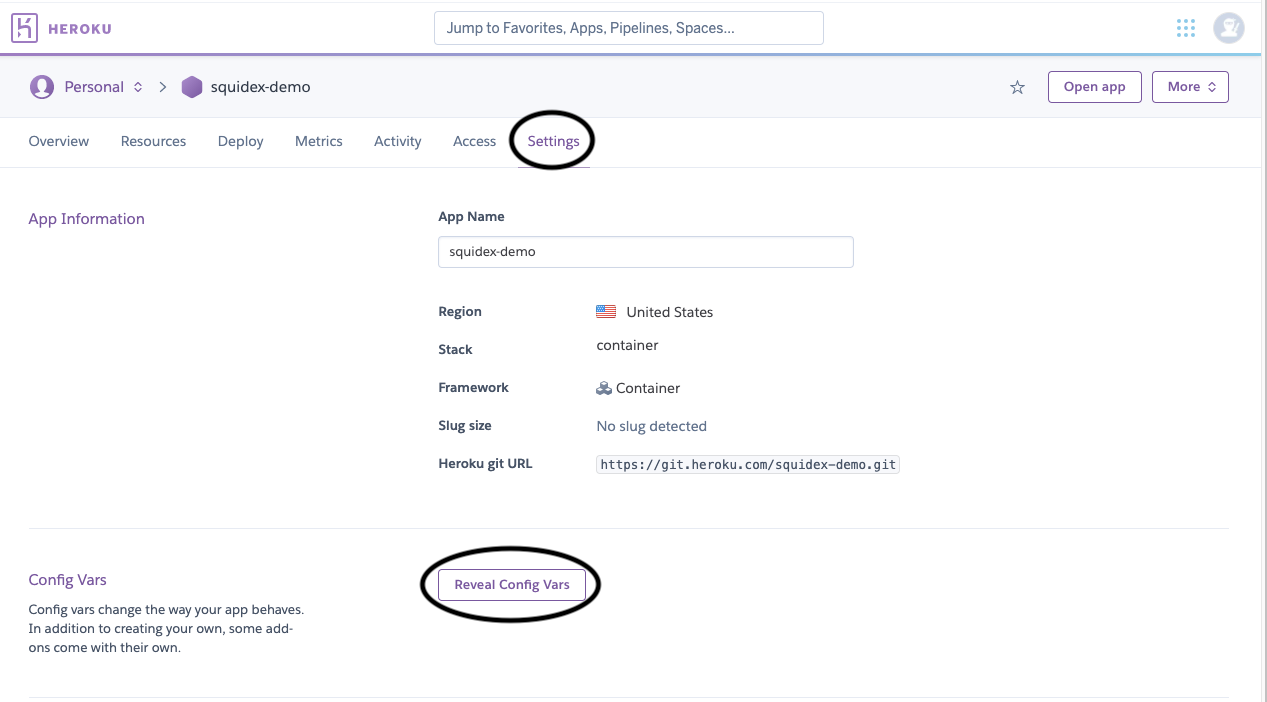 HEROKU
Jump to Favorites, Apps, Pipelines, Spaces...
Personal
squidex-demo
Open app
More
Overview
Resources
Deploy
Metrics
Activity
Access
Settings
App Information
App Name
squidex-demo
Region
United States
Stack
container
Framework
Container
Slug size
No slug detected
Heroku git URL
https://git.heroku.com/squidex-demo.git
Config Vars
Reveal Config Vars
Config vars change the way your app behaves.
In addition to creating your own, some add-
ons come with their own.